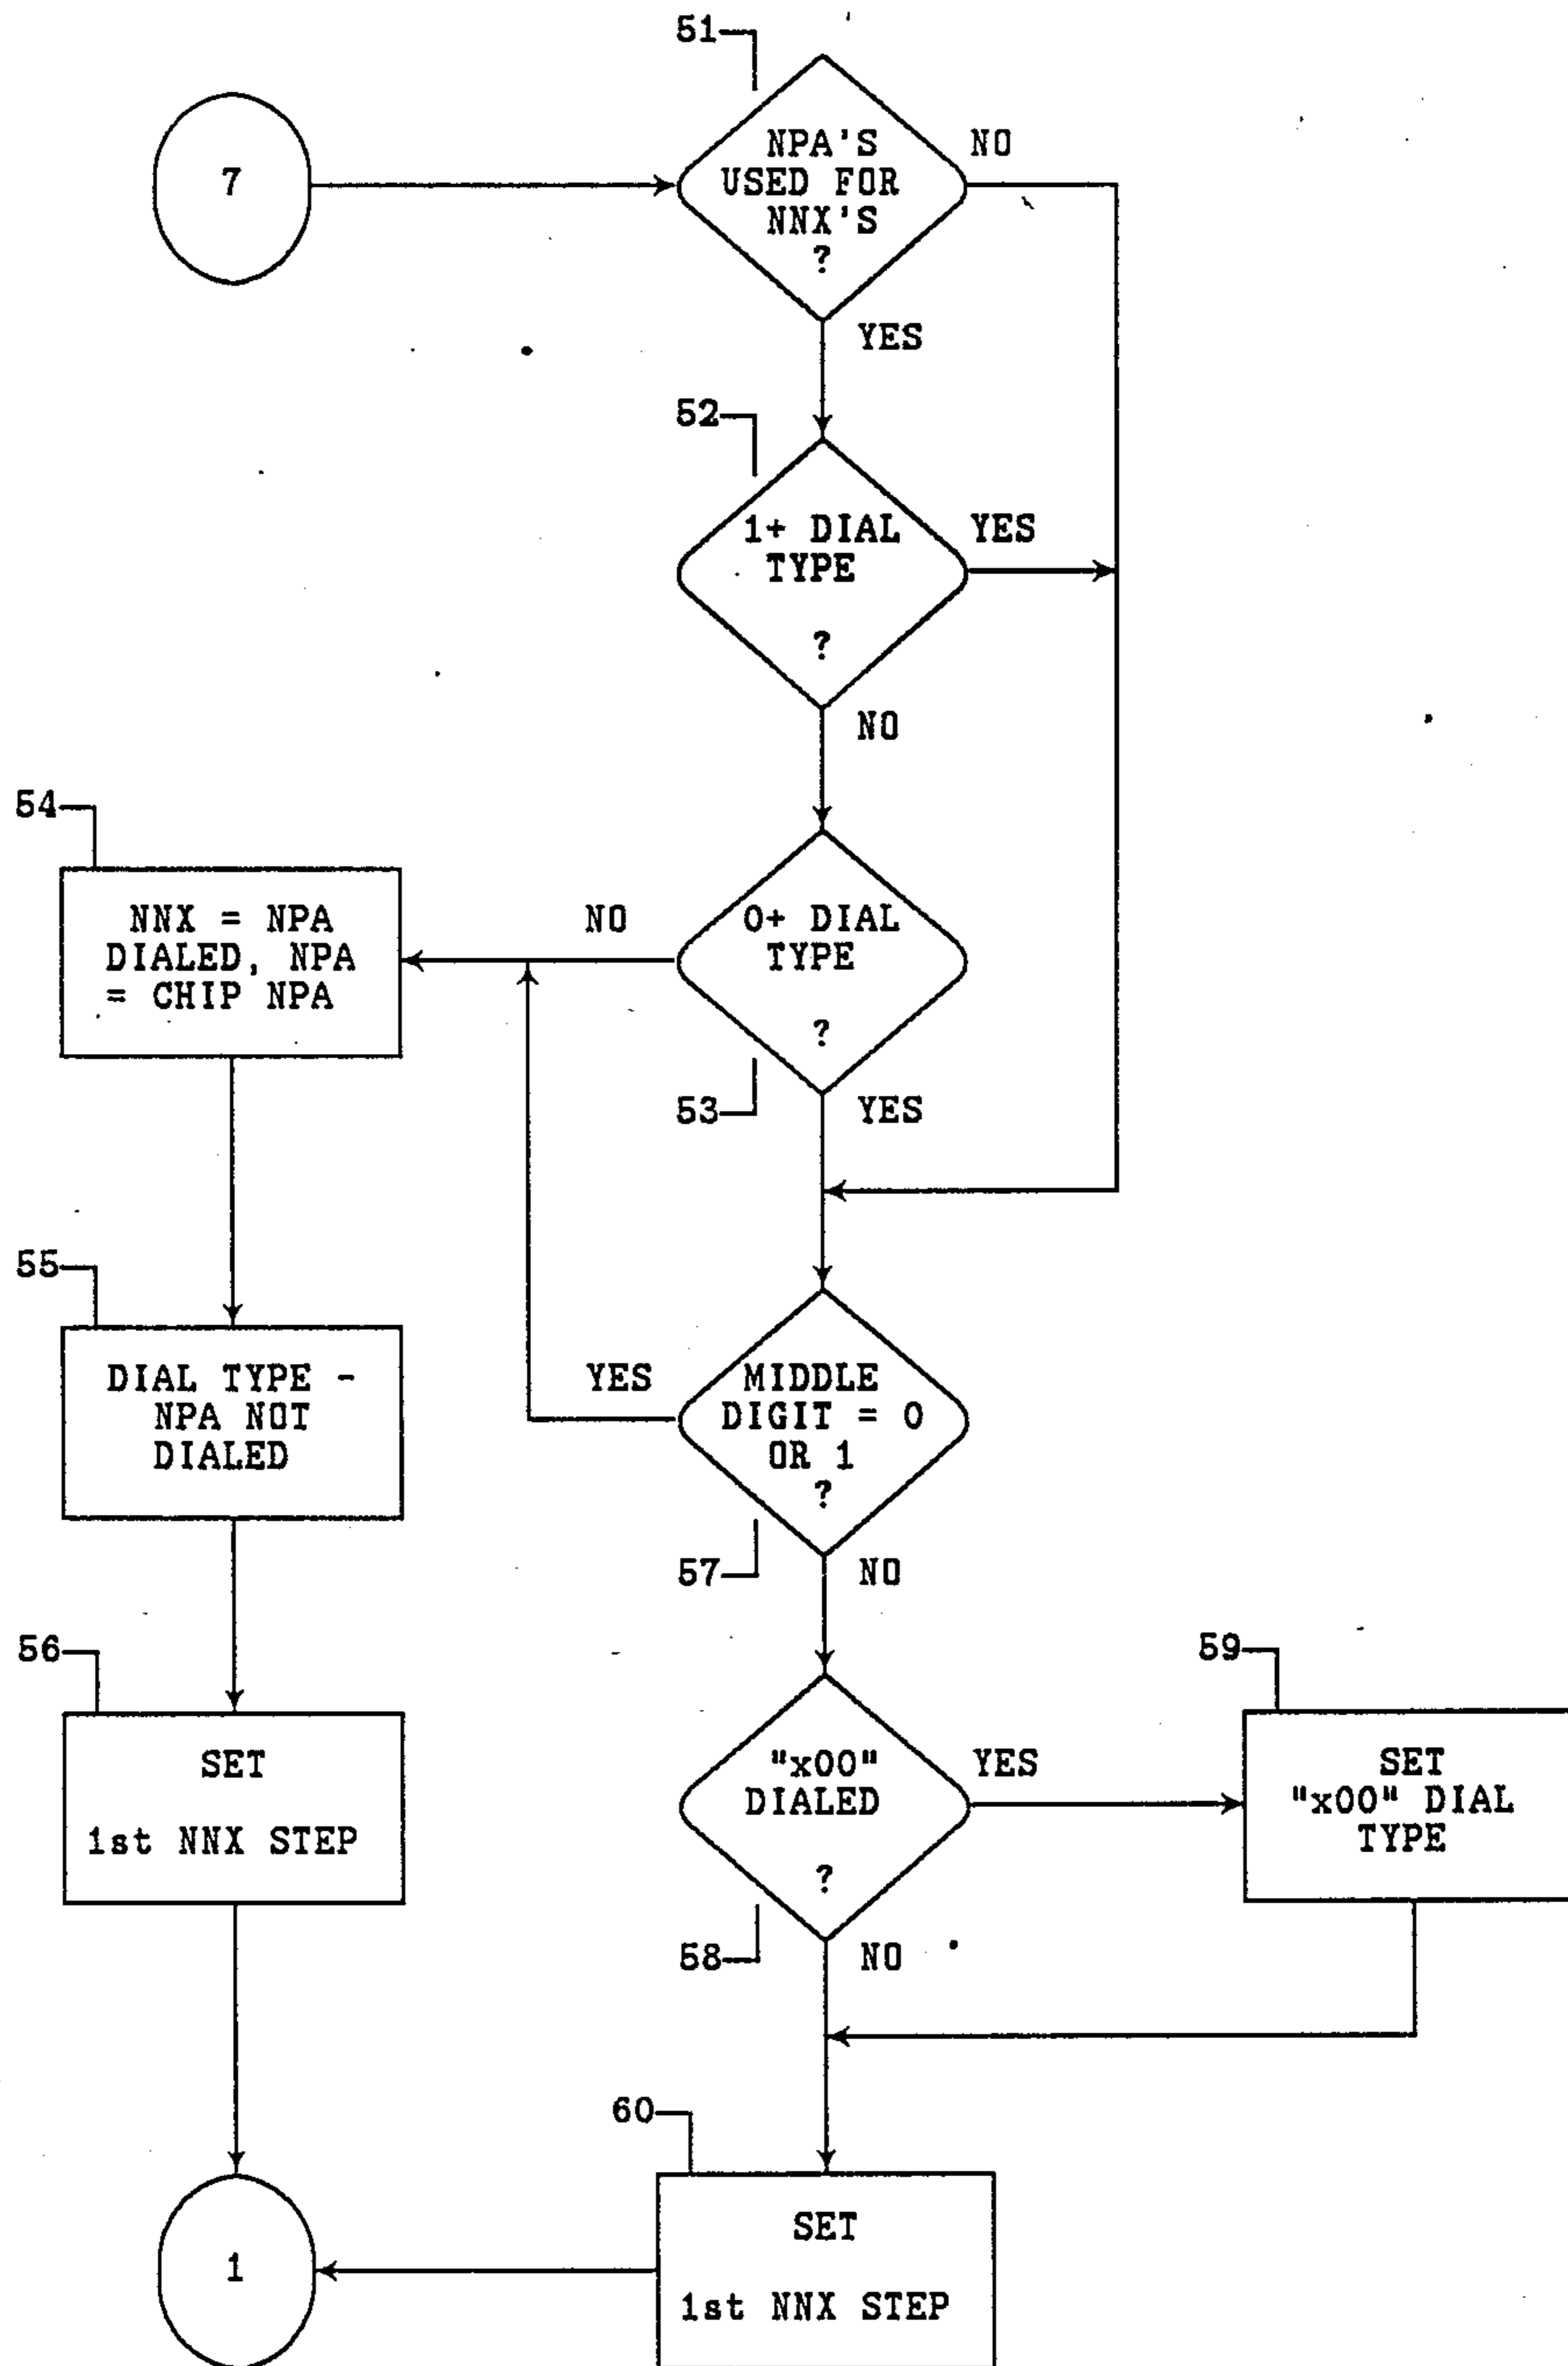 51
7
NPA'S
USED FOR
NNX'S
?
NO
YES
52
1+ DIAL
TYPE
?
YES
NO
54
NNX = NPA
DIALED, NPA
= CHIP NPA
NO
0+ DIAL
TYPE
?
53
YES
55
DIAL TYPE -
NPA NOT
DIALED
YES
MIDDLE
DIGIT = 0
OR 1
?
57
NO
56
SET
1st NNX STEP
"x00"
DIALED
?
YES
58
NO
59
SET
"x00" DIAL
TYPE
60
SET
1st NNX STEP
1